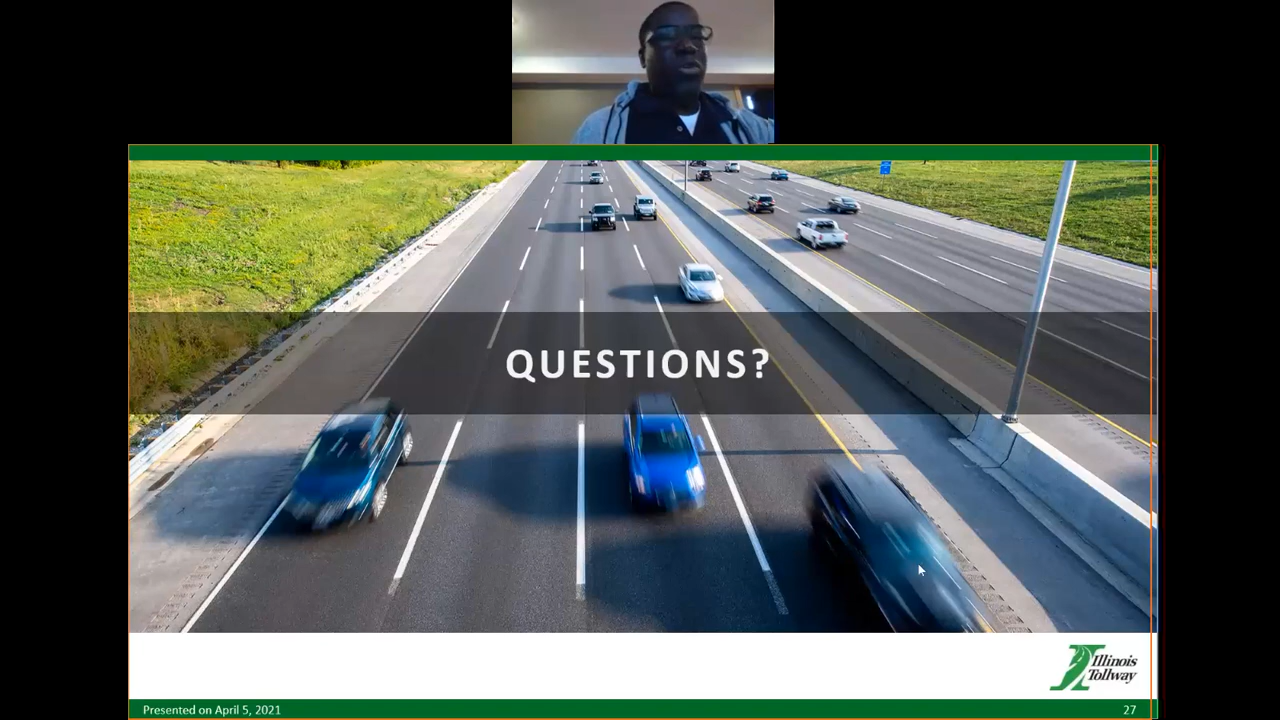 QUESTIONS?
Illinois
Tollway
Presented on April 5, 2021
27